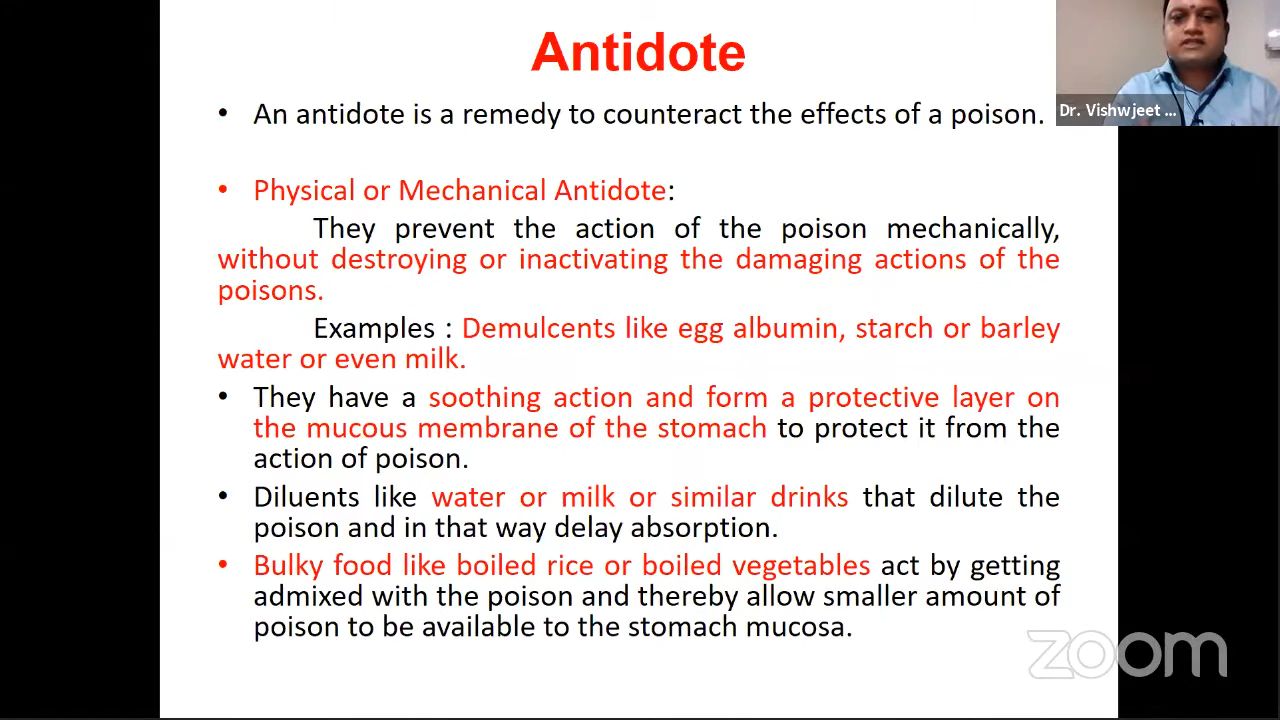 Antidote
• An antidote is a remedy to counteract the effects of a poison.
Dr. Vishwjeet ...
• Physical or Mechanical Antidote:
They prevent the action of the poison mechanically,
without destroying or inactivating the damaging actions of the
poisons.
Examples : Demulcents like egg albumin, starch or barley
water or even milk.
• They have a soothing action and form a protective layer on
the mucous membrane of the stomach to protect it from the
action of poison.
• Diluents like water or milk or similar drinks that dilute the
poison and in that way delay absorption.
• Bulky food like boiled rice or boiled vegetables act by getting
admixed with the poison and thereby allow smaller amount of
poison to be available to the stomach mucosa.
zoom